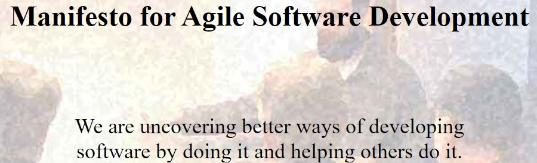 Manifesto for Agile Software Development
We are uncovering better ways of developing
software by doing it and helping others do it.